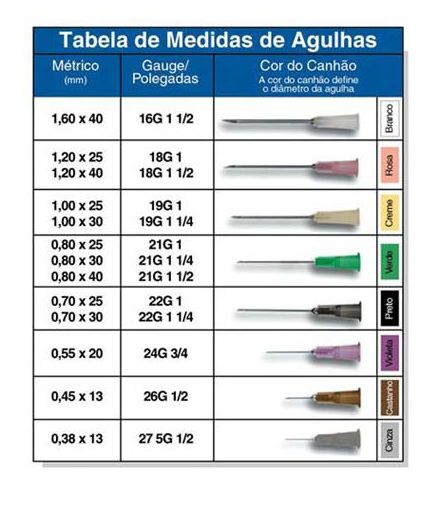 Tabela de Medidas de Agulhas
Métrico
(mm)
Gauge/
Polegadas
Cor do Canhão
A cor do canhão define
o diâmetro da agulha
1,60 x 40
16G 1 1/2
Branco
1,20 x 25
1,20 x 40
18G 1
18G 1 1/2
Rosa
1,00 x 25
1,00 x 30
19G 1
19G 1 1/4
Creme
0,80 x 25
0,80 x 30
0,80 x 40
21G 1
21G 1 1/4
21G 1 1/2
Verde
0,70 x 25
0,70 x 30
22G 1
22G 1 1/4
Preto
0,55 x 20
24G 3/4
Violeta
0,45 x 13
26G 1/2
Castanho
0,38 x 13
27 5G 1/2
Cinza